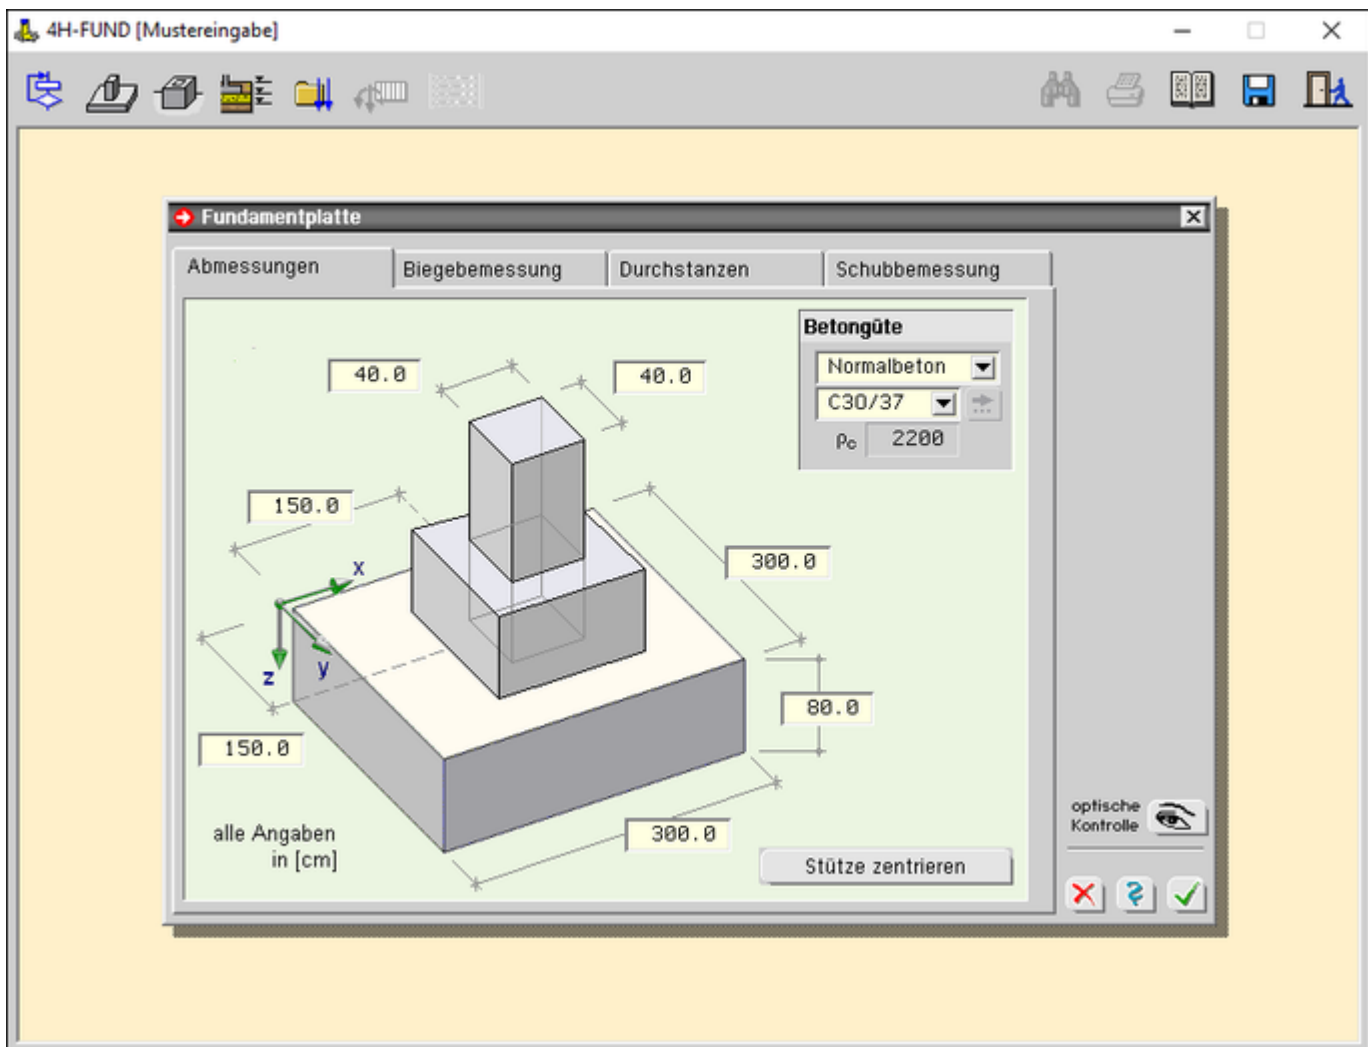 4H-FUND [Mustereingabe]
Fundamentplatte
Abmessungen
Biegebemessung
Durchstanzen
Schubbemessung
Betongüte
Normalbeton
C30/37
ρc 2200
40.0
40.0
150.0
300.0
x
y
z
80.0
150.0
300.0
alle Angaben
in [cm]
Stütze zentrieren
optische
Kontrolle